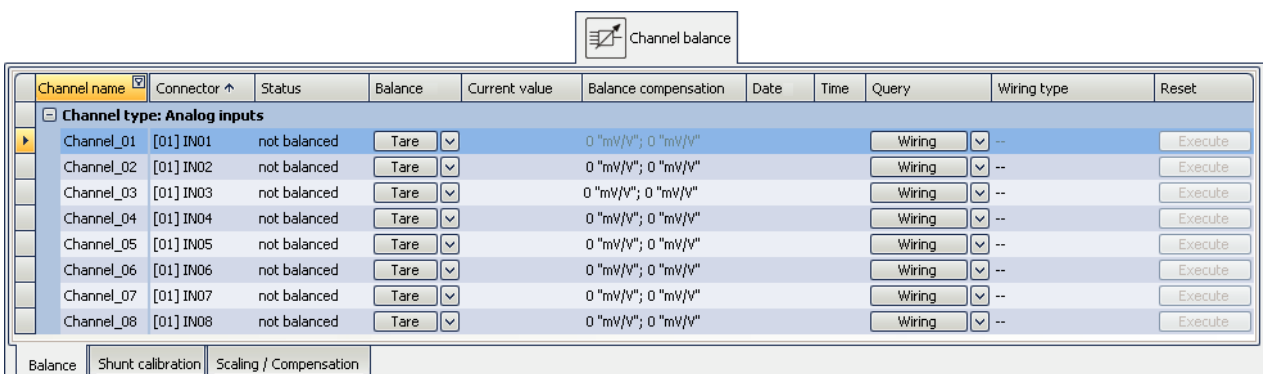 Channel balance
Channel name Connector Status Balance Current value Balance compensation Date Time Query Wiring type Reset
Channel type: Analog inputs
Channel_01 [01] IN01 not balanced Tare 0 "mV/V"; 0 "mV/V" Wiring -- Execute
Channel_02 [01] IN02 not balanced Tare 0 "mV/V"; 0 "mV/V" Wiring -- Execute
Channel_03 [01] IN03 not balanced Tare 0 "mV/V"; 0 "mV/V" Wiring -- Execute
Channel_04 [01] IN04 not balanced Tare 0 "mV/V"; 0 "mV/V" Wiring -- Execute
Channel_05 [01] IN05 not balanced Tare 0 "mV/V"; 0 "mV/V" Wiring -- Execute
Channel_06 [01] IN06 not balanced Tare 0 "mV/V"; 0 "mV/V" Wiring -- Execute
Channel_07 [01] IN07 not balanced Tare 0 "mV/V"; 0 "mV/V" Wiring -- Execute
Channel_08 [01] IN08 not balanced Tare 0 "mV/V"; 0 "mV/V" Wiring -- Execute
Balance Shunt calibration Scaling / Compensation